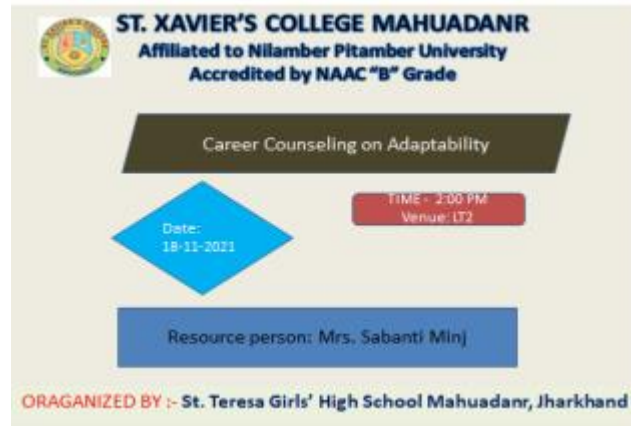 ST. XAVIER'S COLLEGE MAHUADANR
Affiliated to Nilamber Pitamber University
Accredited by NAAC "B" Grade
Career Counseling on Adaptability
TIME - 2:00 PM
Venue: LT2
Date:
18-11-2021
Resource person: Mrs. Sabanti Minj
ORAGANIZED BY :- St. Teresa Girls' High School Mahuadanr, Jharkhand